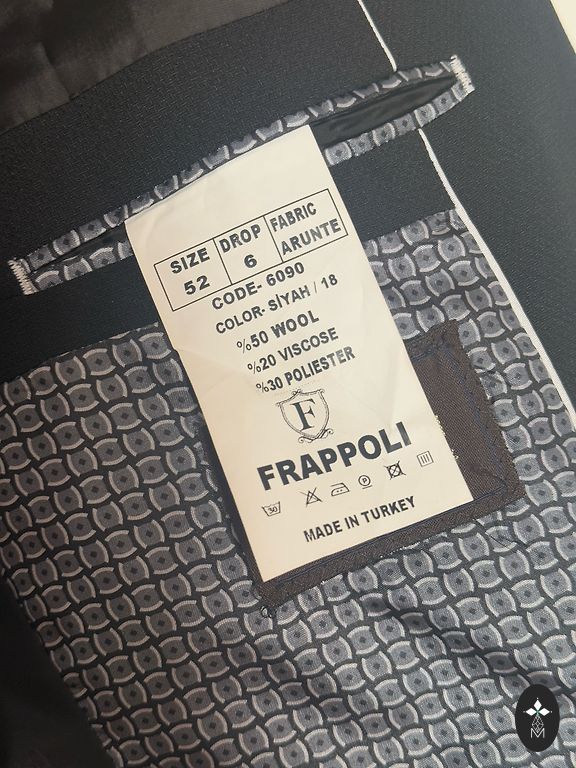 SIZE DROP FABRIC
52 6 ARUNTE
CODE- 6090
COLOR- SİYAH / 18
%50 WOOL
%20 VISCOSE
%30 POLIESTER
F
FRAPPOLI
30
MADE IN TURKEY
M